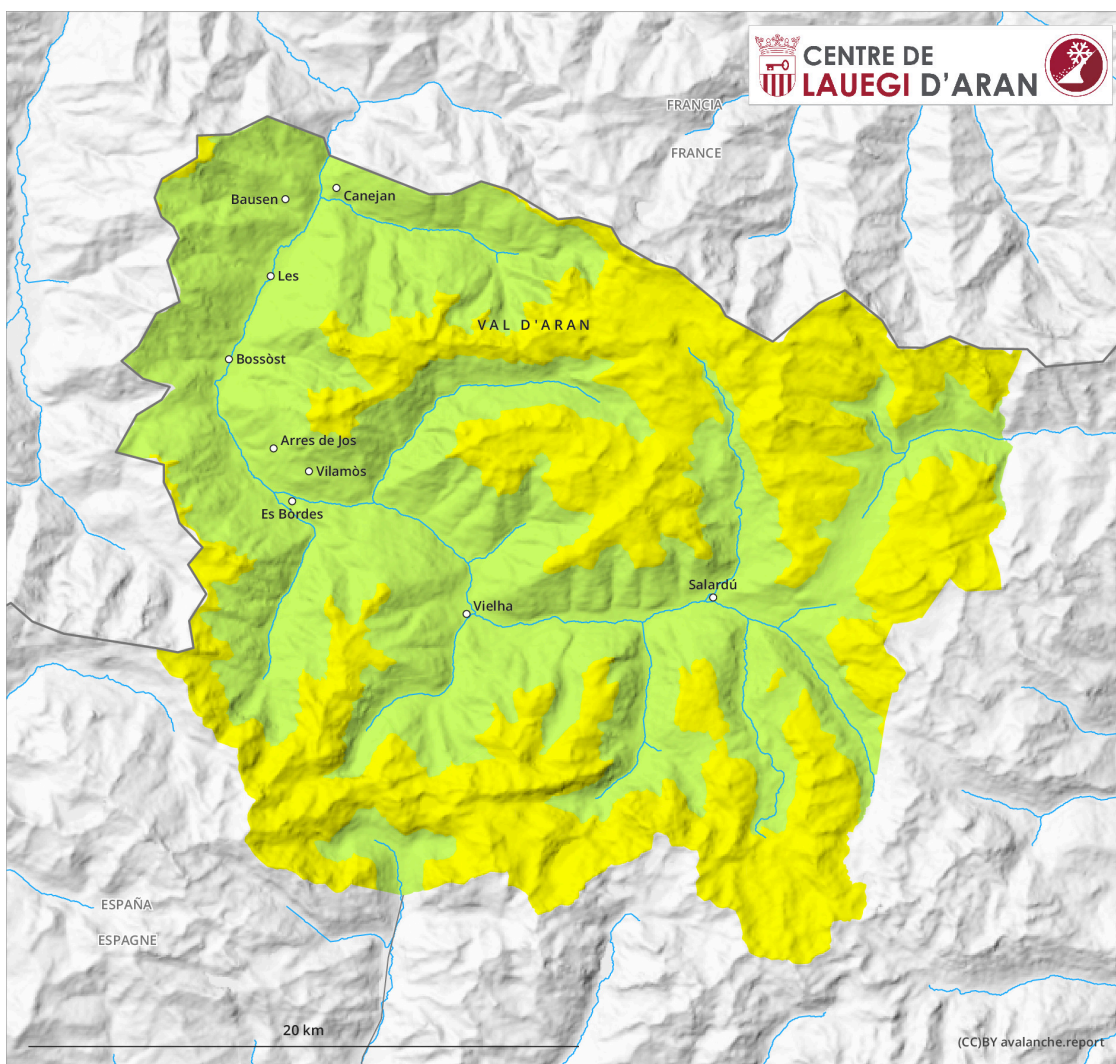 CENTRE DE
LAUEGI D'ARAN
FRANCIA
FRANCE
Bausen
Canejan
Les
VAL D'ARAN
Bossòst
Arres de Jos
Vilamòs
Es Bòrdes
Salardú
Vielha
ESPAÑA
ESPAGNE
20 km
(CC)BY avalanche.report